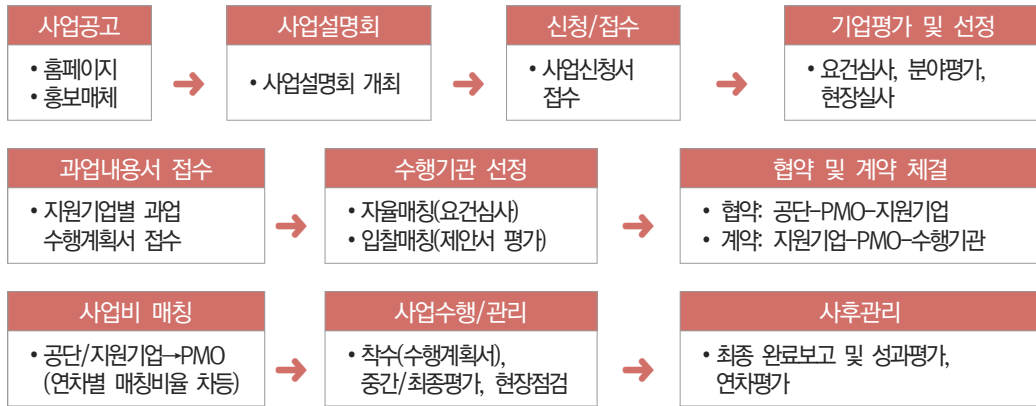 사업공고
• 홈페이지
• 홍보매체
사업설명회
• 사업설명회 개최
신청/접수
• 사업신청서
접수
기업평가 및 선정
• 요건심사, 분야평가,
현장실사
과업내용서 접수
• 지원기업별 과업
수행계획서 접수
수행기관 선정
• 자율매칭(요건심사)
• 입찰매칭(제안서 평가)
협약 및 계약 체결
• 협약: 공단-PMO-지원기업
• 계약: 지원기업-PMO-수행기관
사업비 매칭
• 공단/지원기업→PMO
(연차별 매칭비율 차등)
사업수행/관리
• 착수(수행계획서),
중간/최종평가, 현장점검
사후관리
• 최종 완료보고 및 성과평가,
연차평가